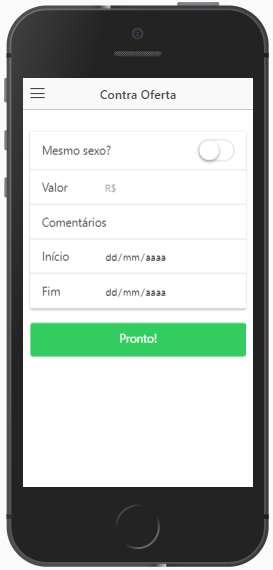 Contra Oferta
Mesmo sexo?
Valor R$
Comentários
Início dd/mm/aaaa
Fim dd/mm/aaaa
Pronto!